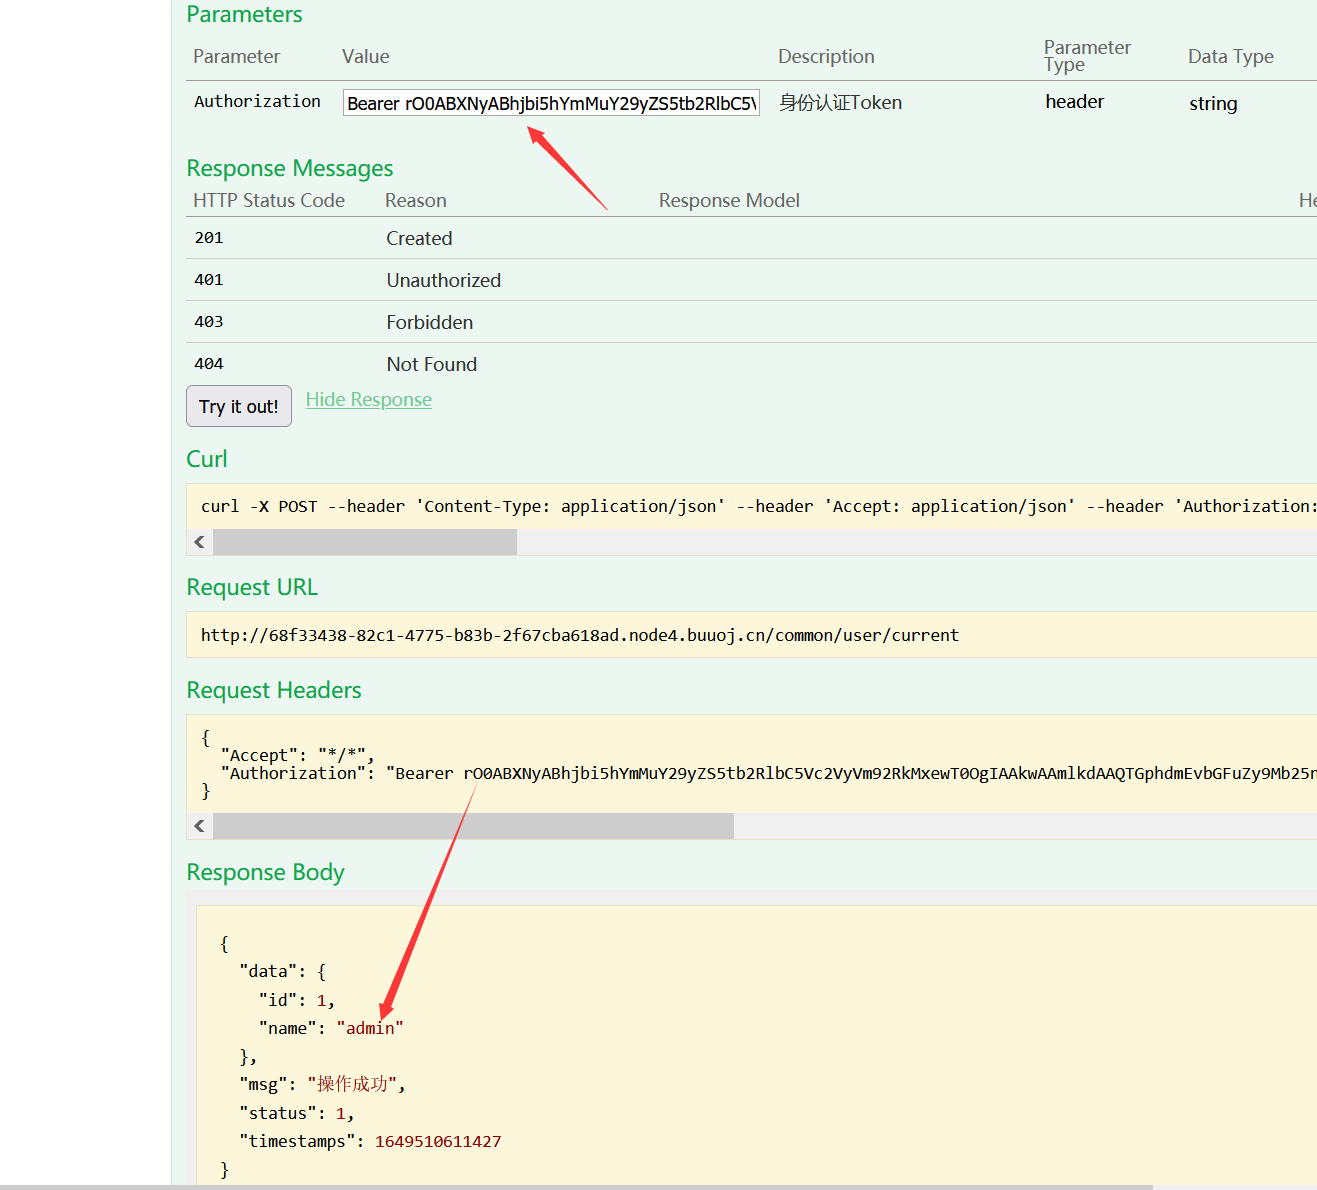 Parameters
Parameter Value Description Parameter Type Data Type
Authorization Bearer rO0ABXNyABhjbi5hYmMuY29yZS5tb2RlbC5V 身份认证Token header string
Response Messages
HTTP Status Code Reason Response Model He
201 Created
401 Unauthorized
403 Forbidden
404 Not Found
Try it out! Hide Response
Curl
curl -X POST --header 'Content-Type: application/json' --header 'Accept: application/json' --header 'Authorization:
Request URL
http://68f33438-82c1-4775-b83b-2f67cba618ad.node4.buuoj.cn/common/user/current
Request Headers
{
"Accept": "*/*",
"Authorization": "Bearer rO0ABXNyABhjbi5hYmMuY29yZS5tb2RlbC5Vc2VyVm92RkMxewT0OgIAAkwAAmlkdAAQTGphdmEvbGFuZy9Mb25n
}
Response Body
{
"data": {
"id": 1,
"name": "admin"
},
"msg": "操作成功",
"status": 1,
"timestamps": 1649510611427
}